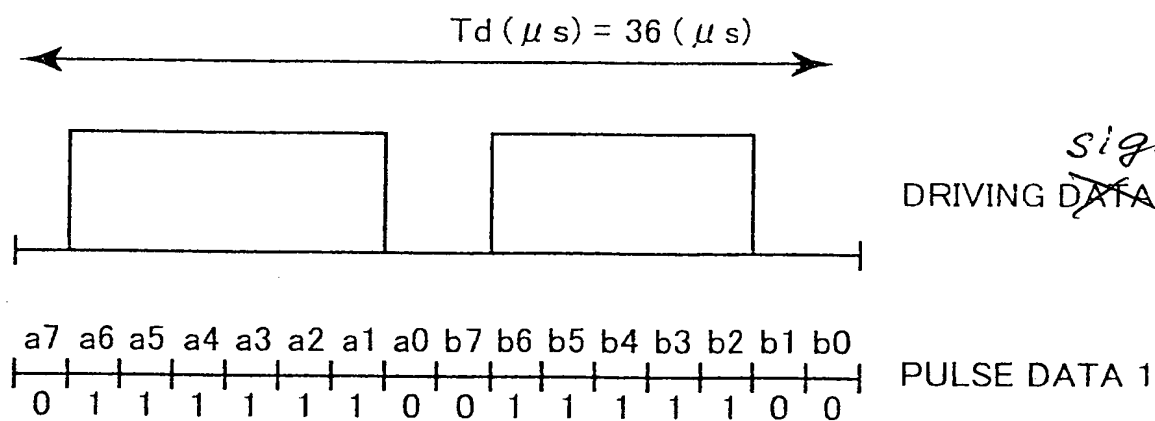 Td (μs) = 36 (μs)
sig
DRIVING DATA
a7 a6 a5 a4 a3 a2 a1 a0 b7 b6 b5 b4 b3 b2 b1 b0
PULSE DATA 1
0 1 1 1 1 1 1 0 0 1 1 1 1 1 0 0